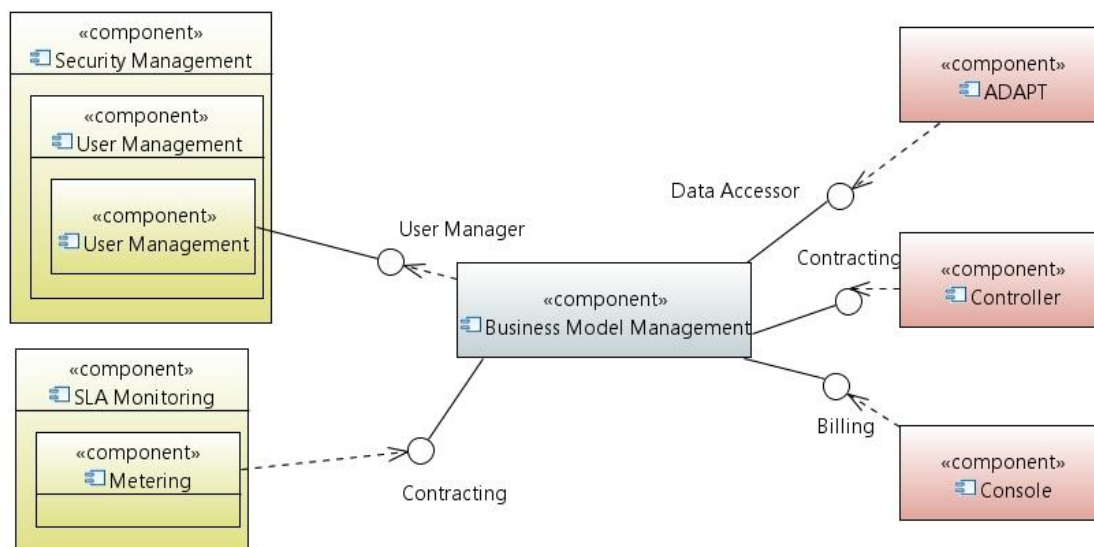 «component»
Security Management
«component»
User Management
«component»
User Management
User Manager
«component»
SLA Monitoring
«component»
Metering
Contracting
«component»
Business Model Management
Data Accessor
Contracting
Billing
«component»
ADAPT
«component»
Controller
«component»
Console